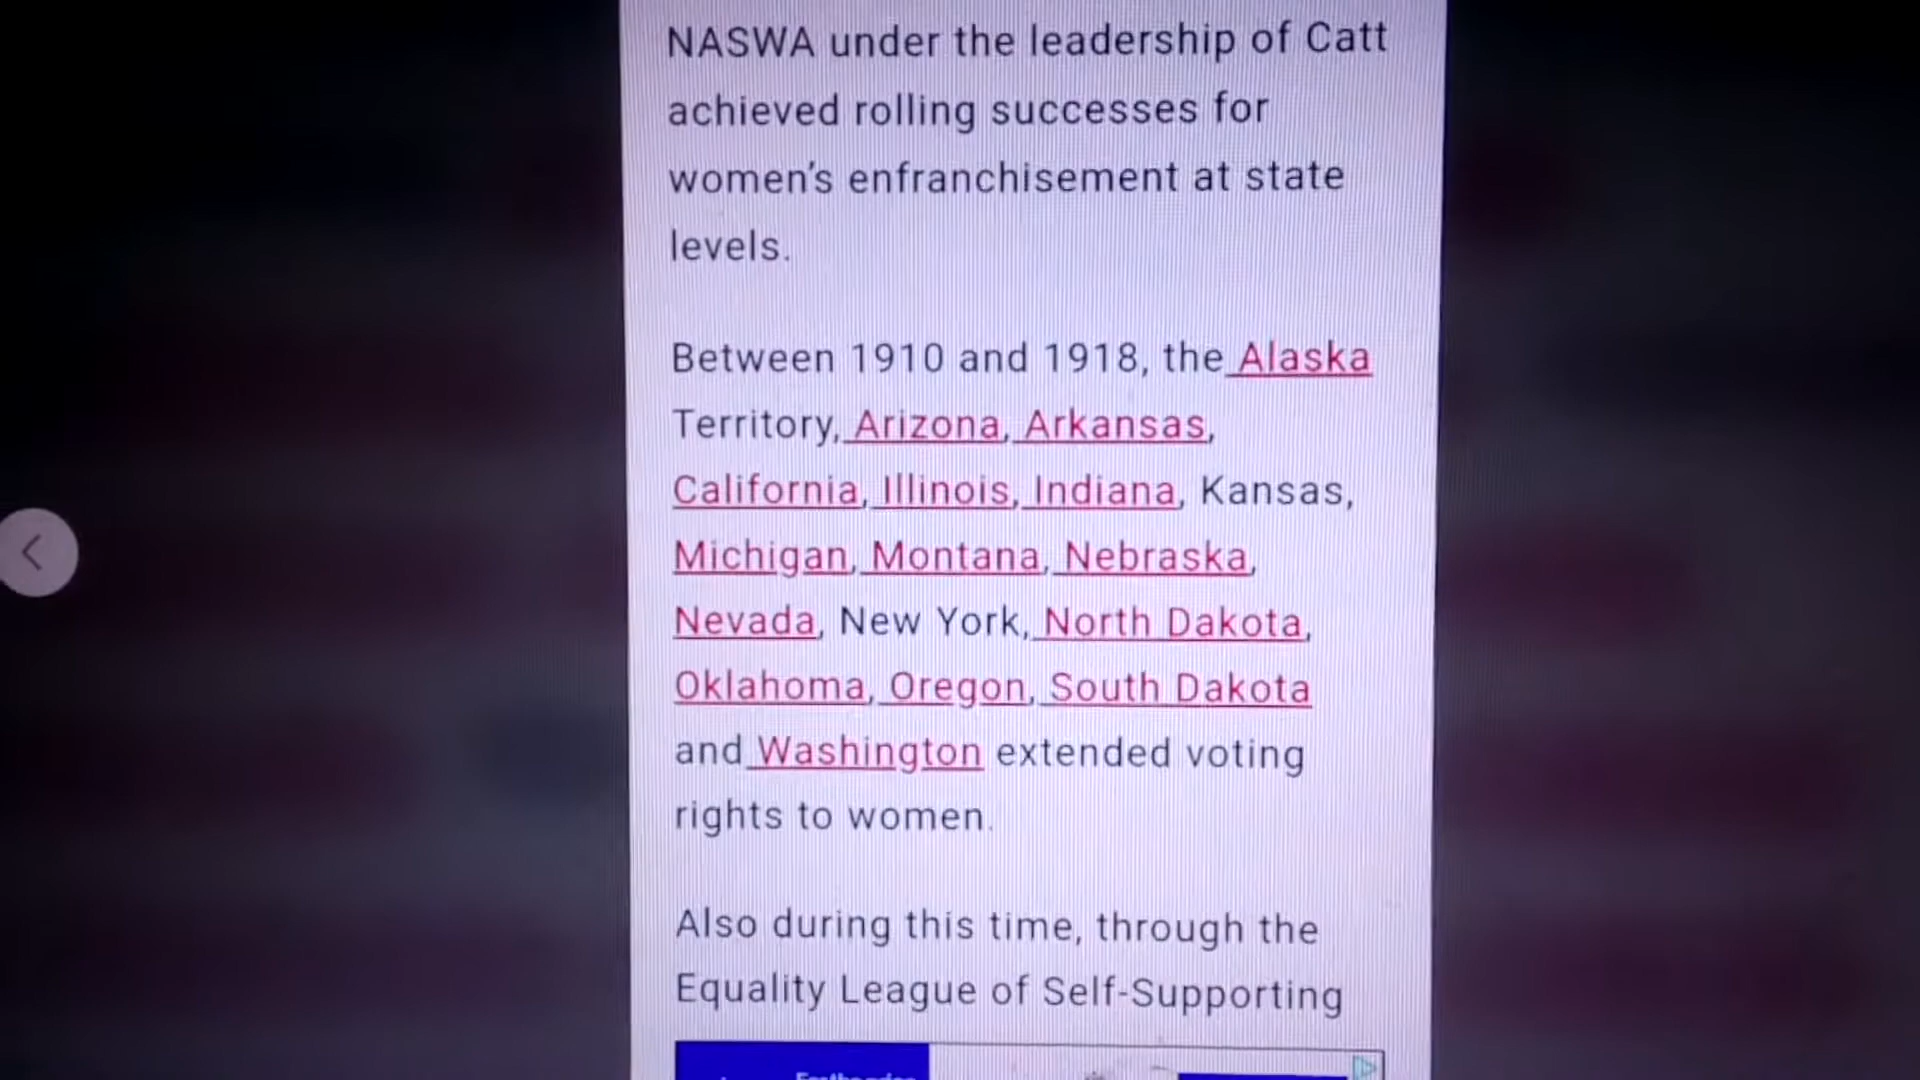 NASWA under the leadership of Catt
achieved rolling successes for
women's enfranchisement at state
levels.
Between 1910 and 1918, the Alaska
Territory, Arizona, Arkansas,
California, Illinois, Indiana, Kansas,
Michigan, Montana, Nebraska,
Nevada, New York, North Dakota,
Oklahoma, Oregon, South Dakota
and Washington extended voting
rights to women.
Also during this time, through the
Equality League of Self-Supporting